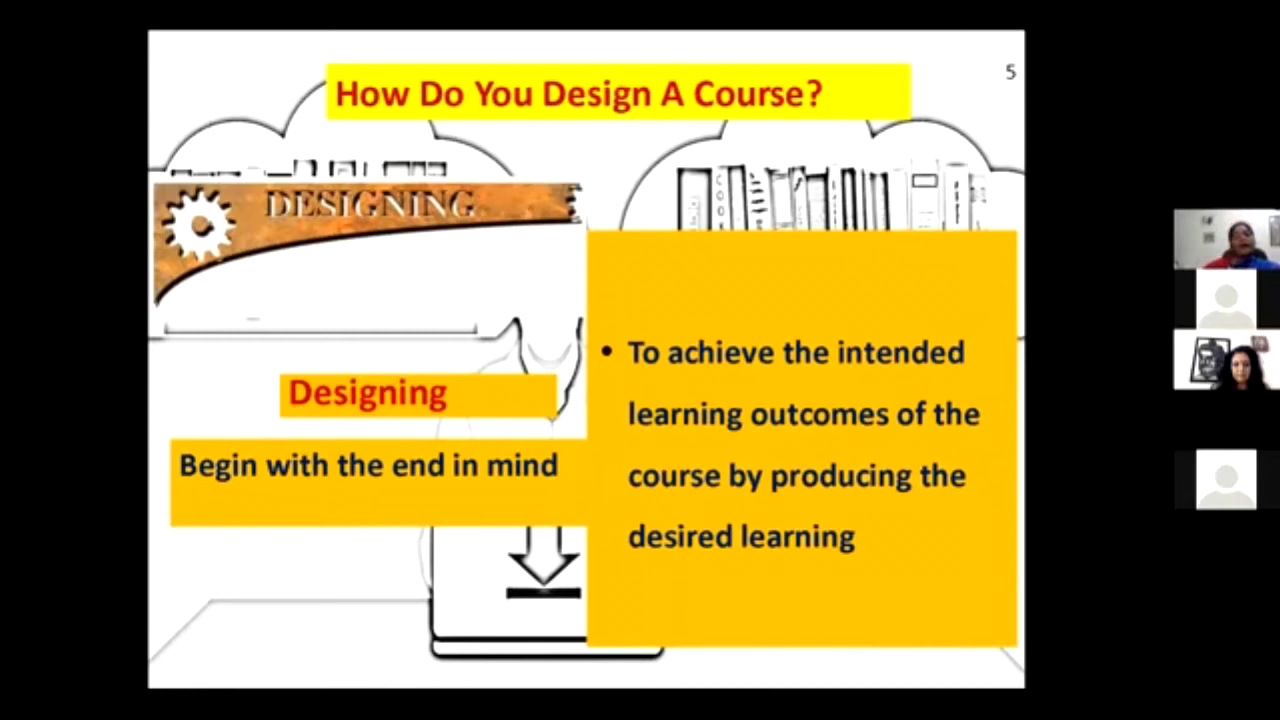 How Do You Design A Course?
5
DESIGNING
Designing
Begin with the end in mind
• To achieve the intended
learning outcomes of the
course by producing the
desired learning